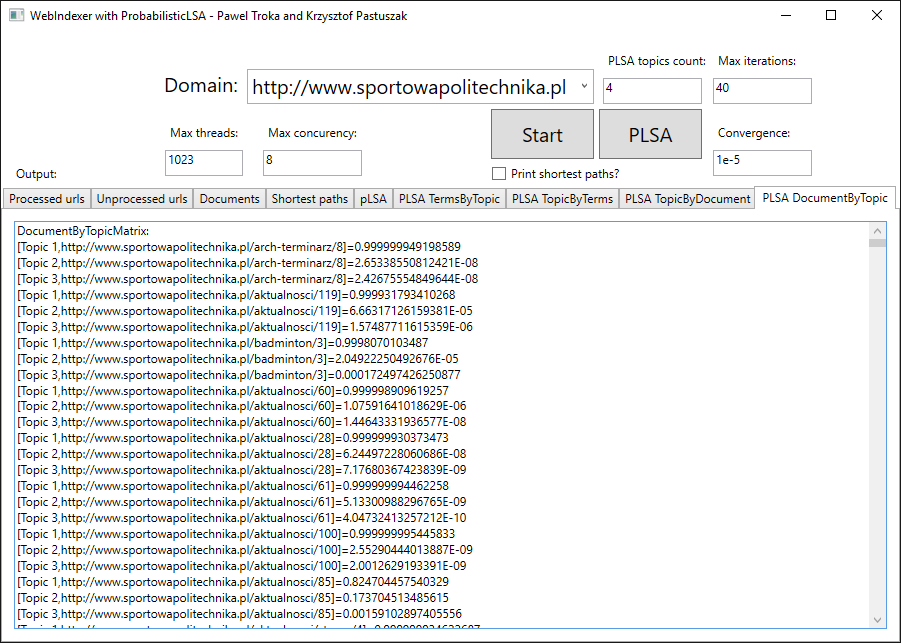 WebIndexer with ProbabilisticLSA - Pawel Troka and Krzysztof Pastuszak
PLSA topics count: Max iterations:
Domain: http://www.sportowapolitechnika.pl 4 40
Max threads: Max concurency: Start PLSA Convergence:
1023 8 1e-5
Output: Print shortest paths?
Processed urls Unprocessed urls Documents Shortest paths pLSA PLSA TermsByTopic PLSA TopicByTerms PLSA TopicByDocument PLSA DocumentByTopic
DocumentByTopicMatrix:
[Topic 1,http://www.sportowapolitechnika.pl/arch-terminarz/8]=0.999999949198589
[Topic 2,http://www.sportowapolitechnika.pl/arch-terminarz/8]=2.65338550812421E-08
[Topic 3,http://www.sportowapolitechnika.pl/arch-terminarz/8]=2.42675554849644E-08
[Topic 1,http://www.sportowapolitechnika.pl/aktualnosci/119]=0.999931793410268
[Topic 2,http://www.sportowapolitechnika.pl/aktualnosci/119]=6.66317126159381E-05
[Topic 3,http://www.sportowapolitechnika.pl/aktualnosci/119]=1.57487711615359E-06
[Topic 1,http://www.sportowapolitechnika.pl/badminton/3]=0.9998070103487
[Topic 2,http://www.sportowapolitechnika.pl/badminton/3]=2.04922250492676E-05
[Topic 3,http://www.sportowapolitechnika.pl/badminton/3]=0.000172497426250877
[Topic 1,http://www.sportowapolitechnika.pl/aktualnosci/60]=0.999998909619257
[Topic 2,http://www.sportowapolitechnika.pl/aktualnosci/60]=1.07591641018629E-06
[Topic 3,http://www.sportowapolitechnika.pl/aktualnosci/60]=1.44643331936577E-08
[Topic 1,http://www.sportowapolitechnika.pl/aktualnosci/28]=0.999999930373473
[Topic 2,http://www.sportowapolitechnika.pl/aktualnosci/28]=6.24497228060686E-08
[Topic 3,http://www.sportowapolitechnika.pl/aktualnosci/28]=7.17680367423839E-09
[Topic 1,http://www.sportowapolitechnika.pl/aktualnosci/61]=0.999999994462258
[Topic 2,http://www.sportowapolitechnika.pl/aktualnosci/61]=5.13300988296765E-09
[Topic 3,http://www.sportowapolitechnika.pl/aktualnosci/61]=4.04732413257212E-10
[Topic 1,http://www.sportowapolitechnika.pl/aktualnosci/100]=0.999999995445833
[Topic 2,http://www.sportowapolitechnika.pl/aktualnosci/100]=2.55290444013887E-09
[Topic 3,http://www.sportowapolitechnika.pl/aktualnosci/100]=2.0012629193391E-09
[Topic 1,http://www.sportowapolitechnika.pl/aktualnosci/85]=0.824704457540329
[Topic 2,http://www.sportowapolitechnika.pl/aktualnosci/85]=0.173704513485615
[Topic 3,http://www.sportowapolitechnika.pl/aktualnosci/85]=0.00159102897405556